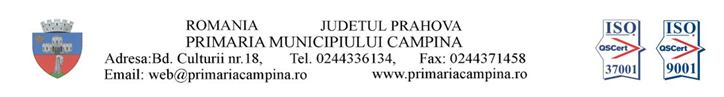 ROMANIA JUDETUL PRAHOVA
PRIMARIA MUNICIPIULUI CAMPINA
Adresa:Bd. Culturii nr.18, Tel. 0244336134, Fax: 0244371458
Email: web@primariacampina.ro www.primariacampina.ro
ISO
QSCert
37001
ISO
QSCert
9001